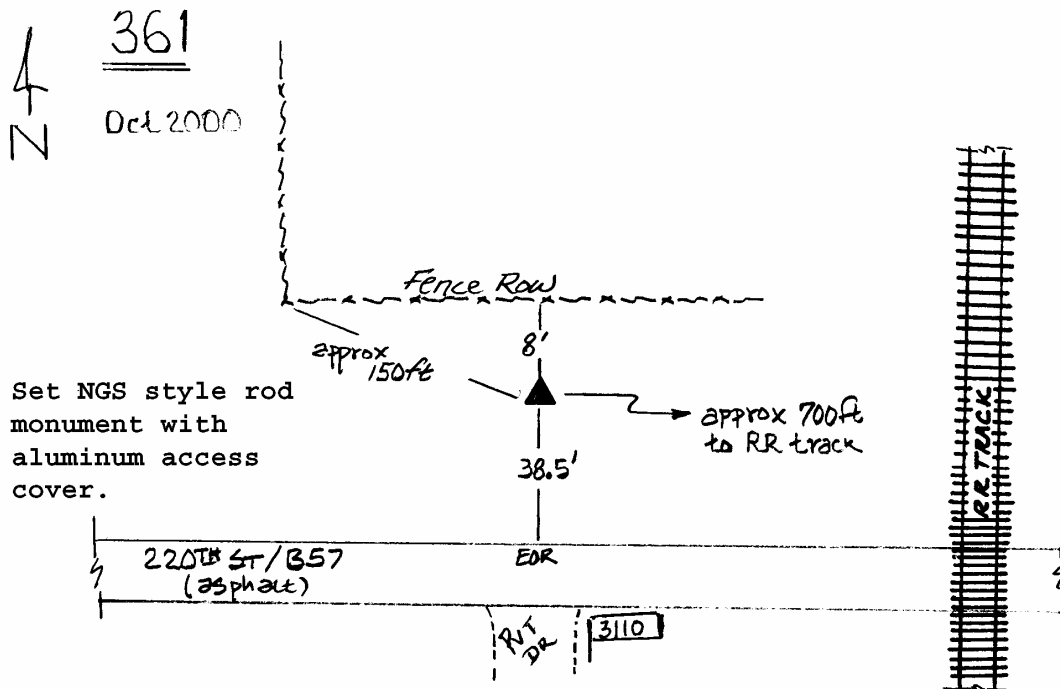 361
Oct 2000
N
Fence Row
8'
approx
150ft
Set NGS style rod
monument with
aluminum access
cover.
approx 700ft
to RR track
38.5'
RR TRACK
220TH ST/B57
(asphalt)
EOR
PVT
DR
3110